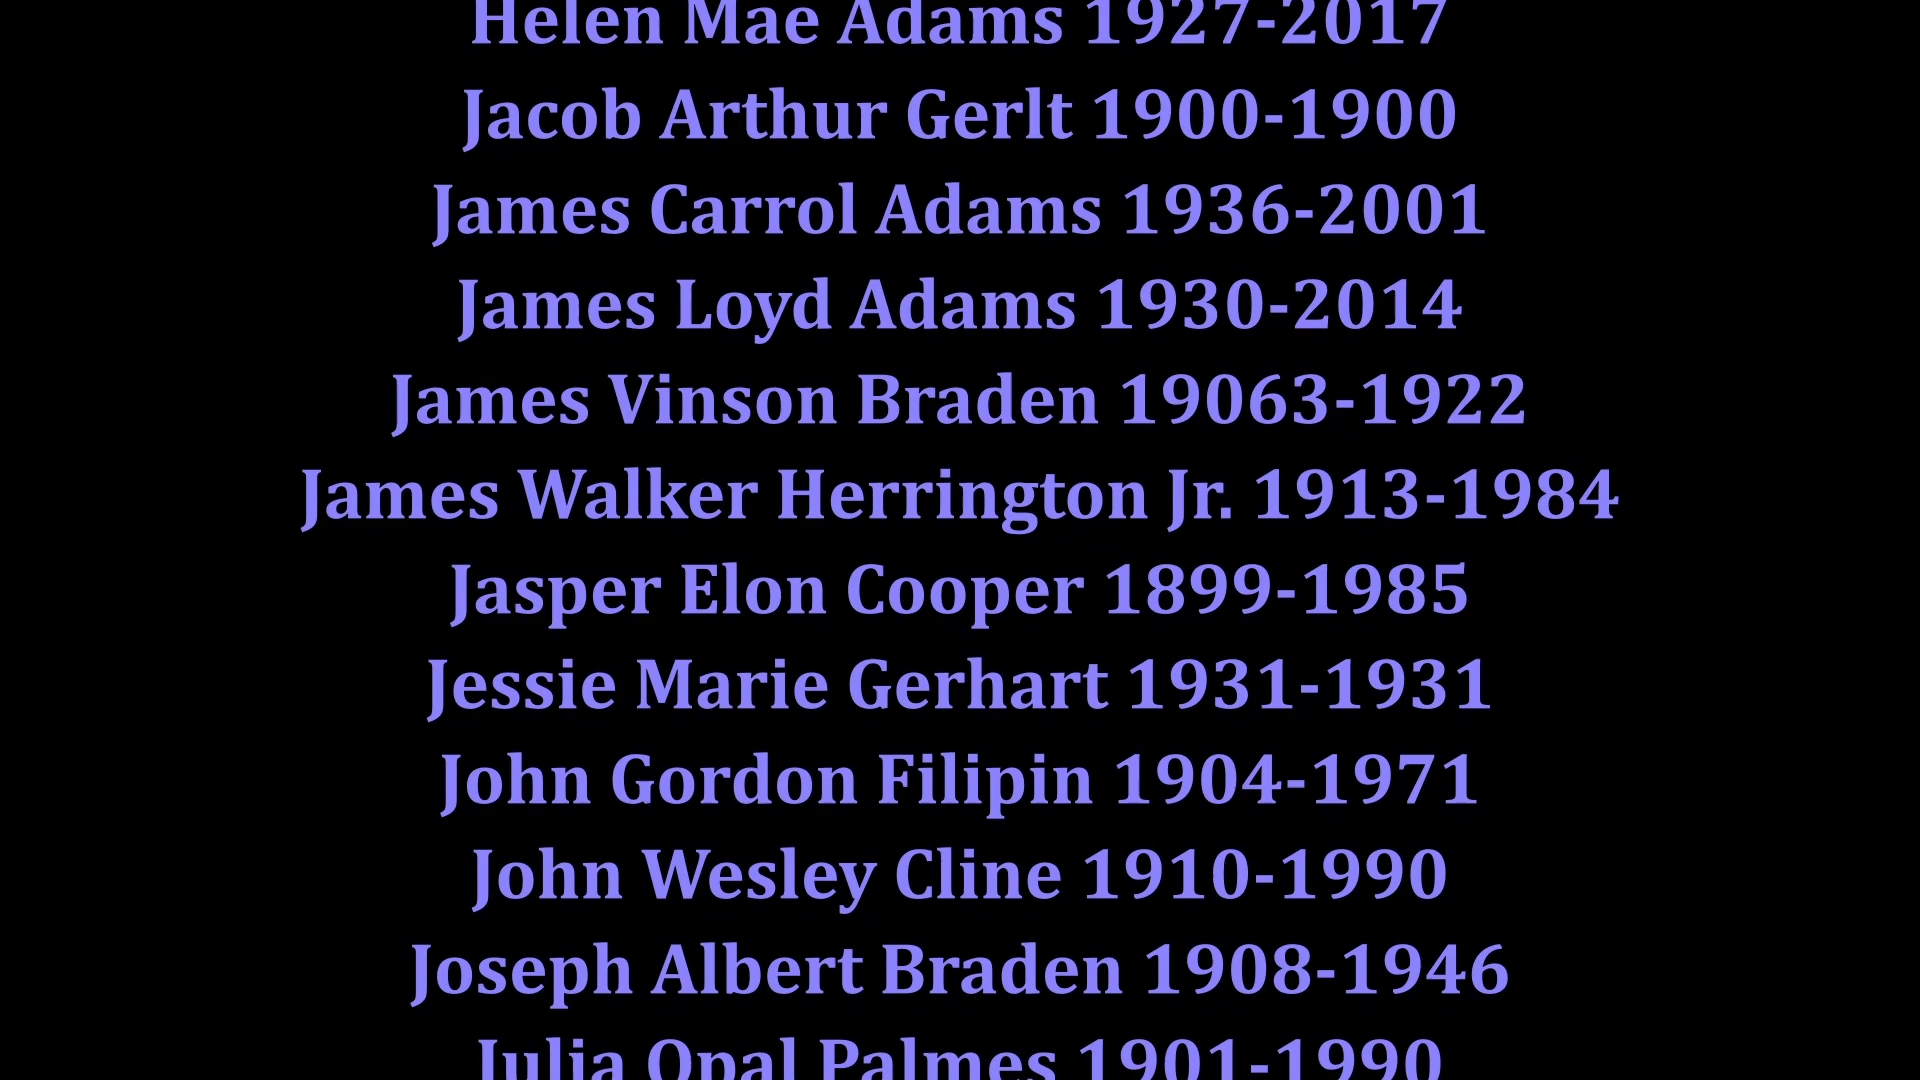 Helen Mae Adams 1927-2017
Jacob Arthur Gerlt 1900-1900
James Carrol Adams 1936-2001
James Loyd Adams 1930-2014
James Vinson Braden 19063-1922
James Walker Herrington Jr. 1913-1984
Jasper Elon Cooper 1899-1985
Jessie Marie Gerhart 1931-1931
John Gordon Filipin 1904-1971
John Wesley Cline 1910-1990
Joseph Albert Braden 1908-1946
Julia Opal Palmes 1901-1990